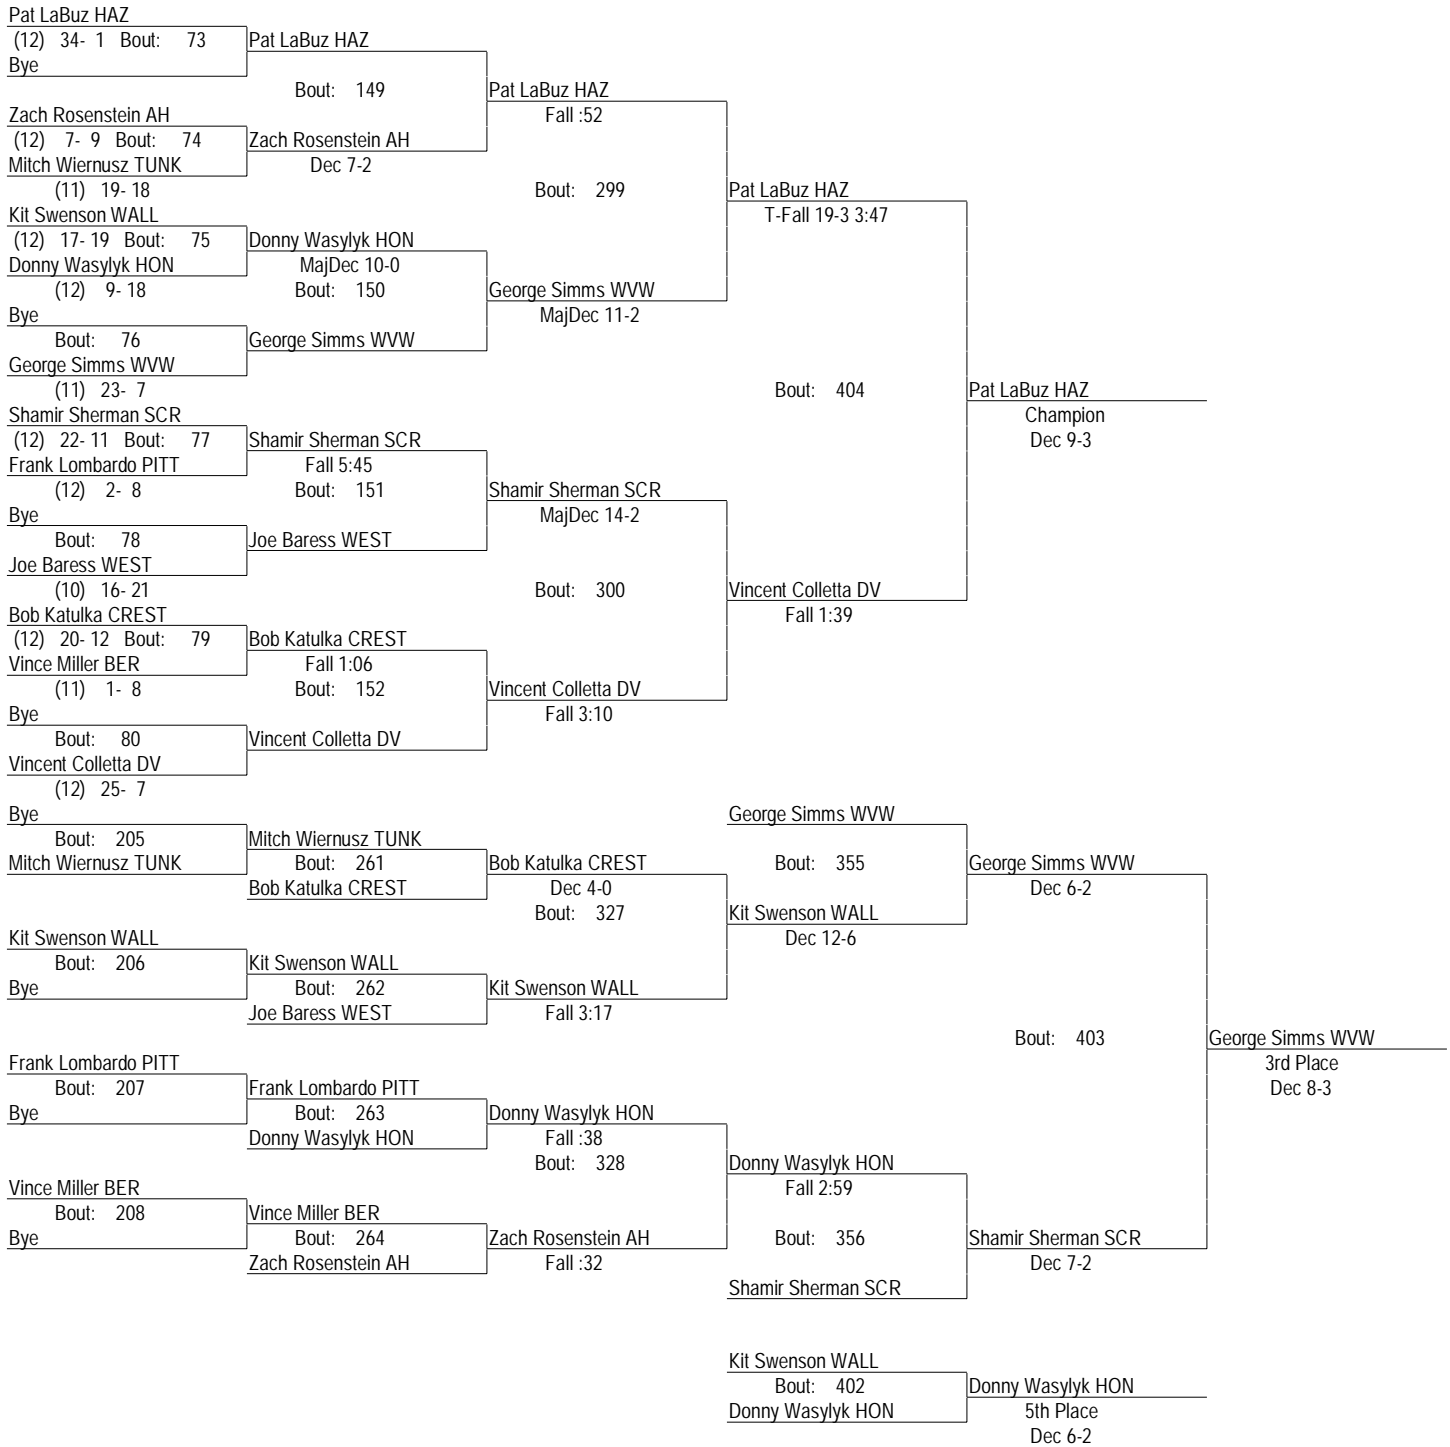 Pat LaBuz HAZ
(12) 34- 1 Bout: 73 Pat LaBuz HAZ
Bye
Bout: 149 Pat LaBuz HAZ
Zach Rosenstein AH Fall :52
(12) 7- 9 Bout: 74 Zach Rosenstein AH
Mitch Wiernusz TUNK Dec 7-2
(11) 19- 18 Bout: 299 Pat LaBuz HAZ
Kit Swenson WALL T-Fall 19-3 3:47
(12) 17- 19 Bout: 75 Donny Wasylyk HON
Donny Wasylyk HON MajDec 10-0
(12) 9- 18 Bout: 150 George Simms WVW
Bye MajDec 11-2
Bout: 76 George Simms WVW
George Simms WVW
(11) 23- 7 Bout: 404 Pat LaBuz HAZ
Shamir Sherman SCR Champion
(12) 22- 11 Bout: 77 Shamir Sherman SCR Dec 9-3
Frank Lombardo PITT Fall 5:45
(12) 2- 8 Bout: 151 Shamir Sherman SCR
Bye MajDec 14-2
Bout: 78 Joe Baress WEST
Joe Baress WEST
(10) 16- 21 Bout: 300 Vincent Colletta DV
Bob Katulka CREST Fall 1:39
(12) 20- 12 Bout: 79 Bob Katulka CREST
Vince Miller BER Fall 1:06
(11) 1- 8 Bout: 152 Vincent Colletta DV
Bye Fall 3:10
Bout: 80 Vincent Colletta DV
Vincent Colletta DV
(12) 25- 7
Bye George Simms WVW
Bout: 205 Mitch Wiernusz TUNK
Mitch Wiernusz TUNK Bout: 261 Bob Katulka CREST Bout: 355 George Simms WVW
Bob Katulka CREST Dec 4-0 Dec 6-2
Bout: 327 Kit Swenson WALL
Kit Swenson WALL Dec 12-6
Bout: 206 Kit Swenson WALL
Bye Bout: 262 Kit Swenson WALL
Joe Baress WEST Fall 3:17
Bout: 403 George Simms WVW
Frank Lombardo PITT 3rd Place
Bout: 207 Frank Lombardo PITT Dec 8-3
Bye Bout: 263 Donny Wasylyk HON
Donny Wasylyk HON Fall :38
Bout: 328 Donny Wasylyk HON
Vince Miller BER Fall 2:59
Bout: 208 Vince Miller BER
Bye Bout: 264 Zach Rosenstein AH Bout: 356 Shamir Sherman SCR
Zach Rosenstein AH Fall :32 Dec 7-2
Shamir Sherman SCR
Kit Swenson WALL
Bout: 402 Donny Wasylyk HON
Donny Wasylyk HON 5th Place
Dec 6-2